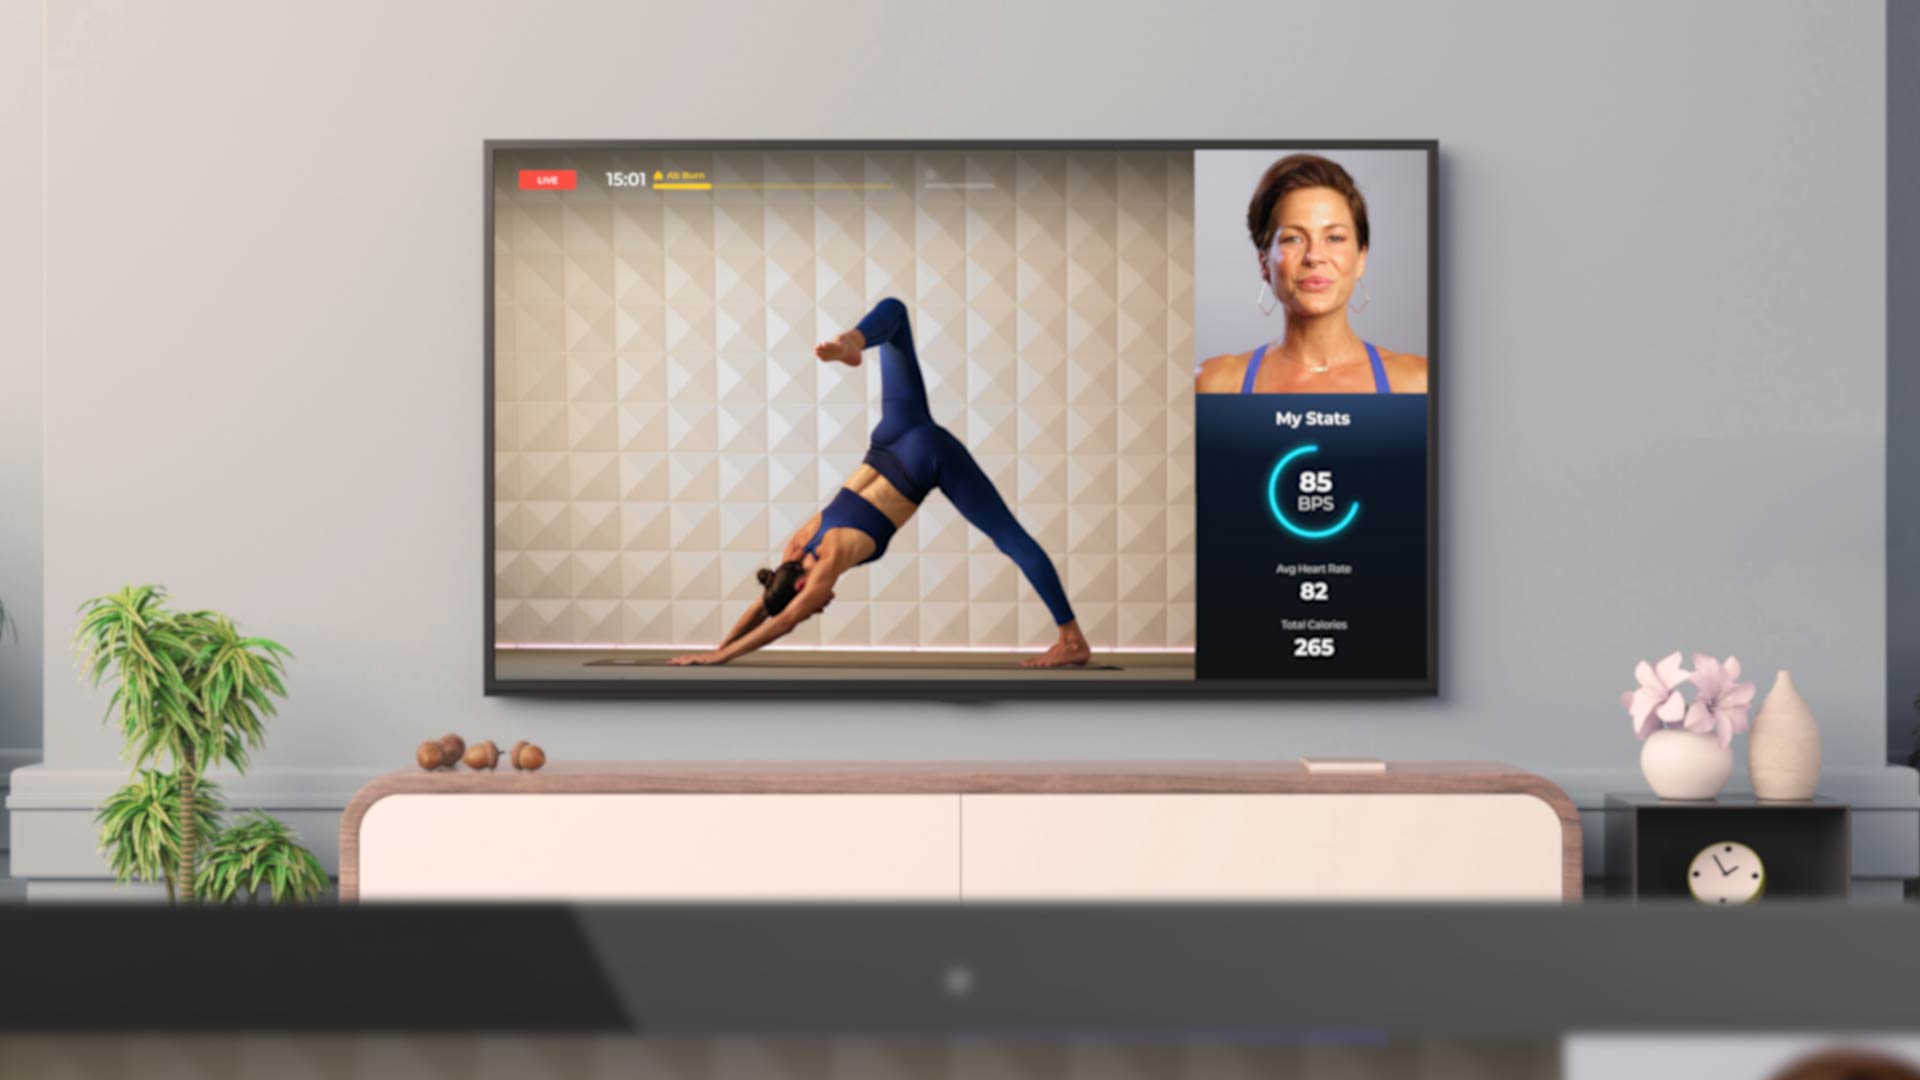 LIVE
15:01
Ab Burn
My Stats
85
BPS
Avg Heart Rate
82
Total Calories
265